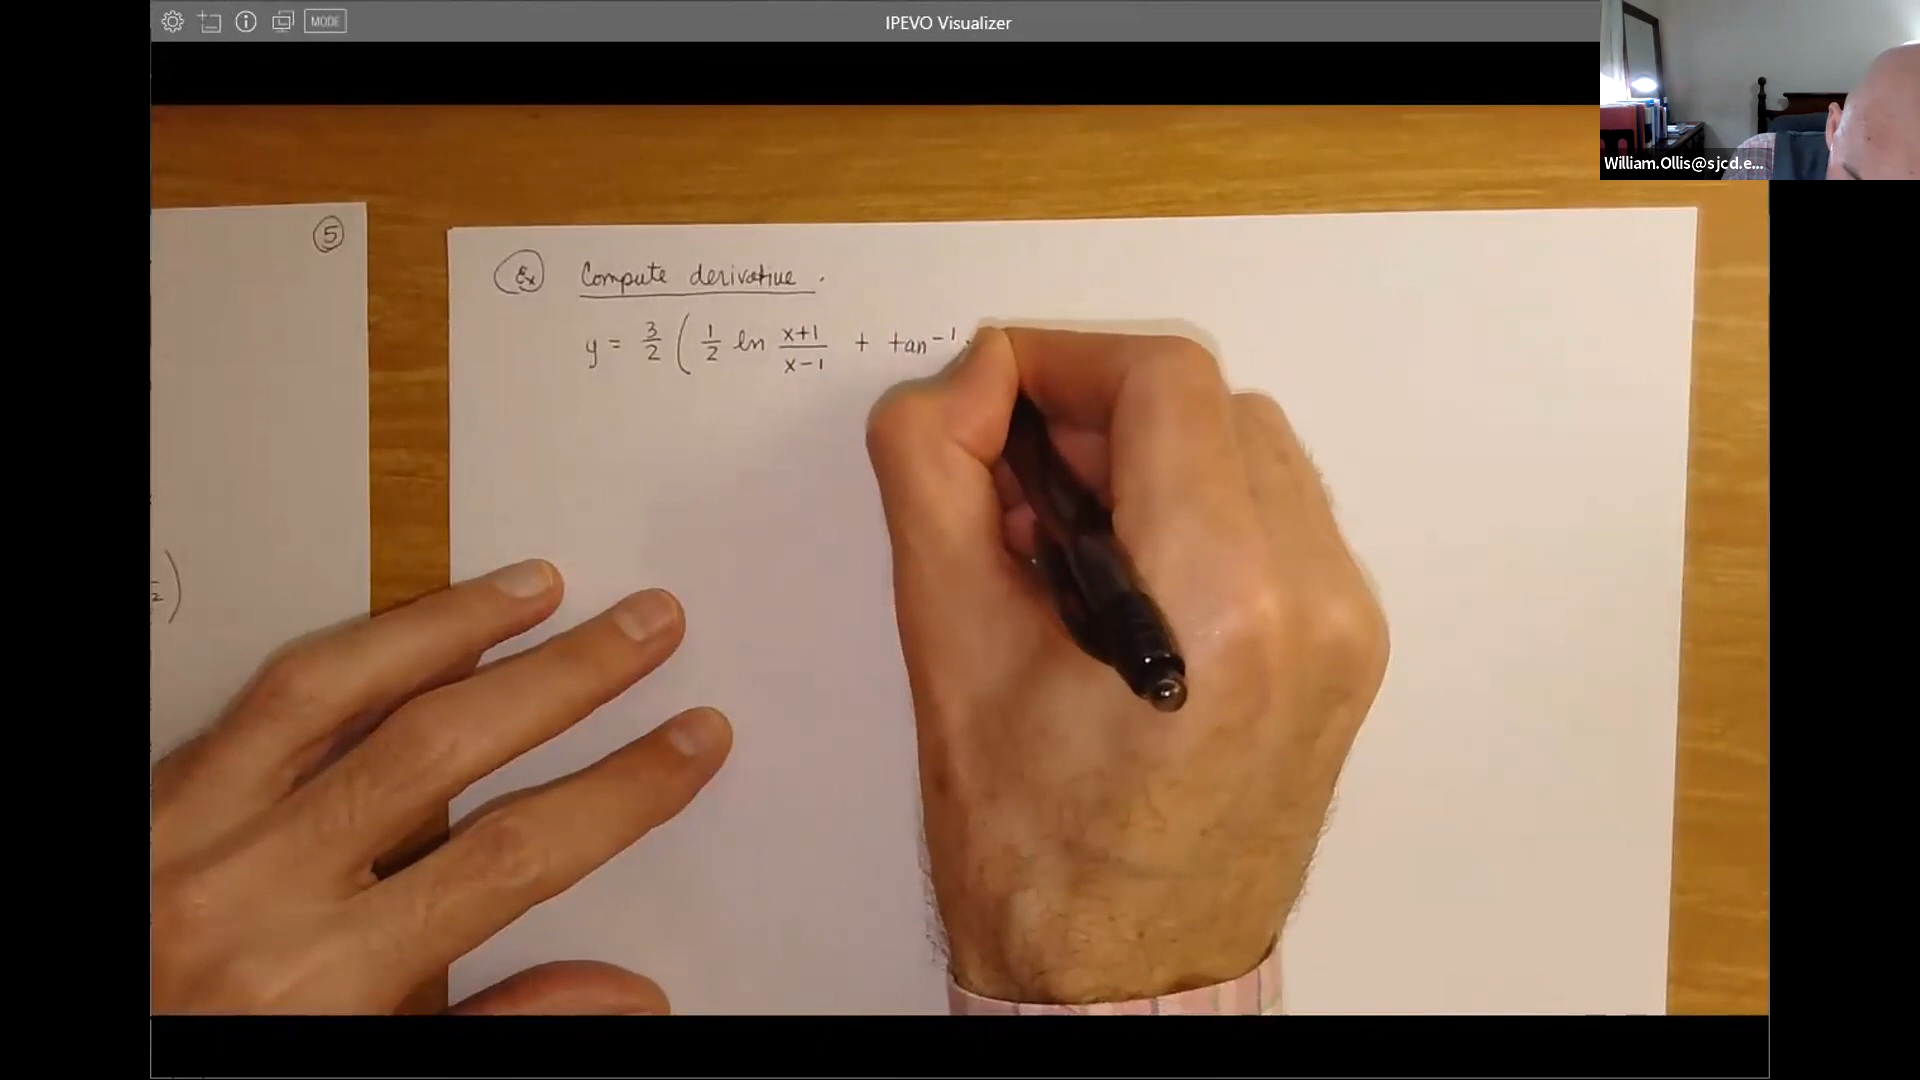 MODE
IPEVO Visualizer
William.Ollis@sjcd.e...
5
Ex Compute derivative.
y = 3/2 ( 1/2 ln x+1/x-1 + tan^-1
2 )